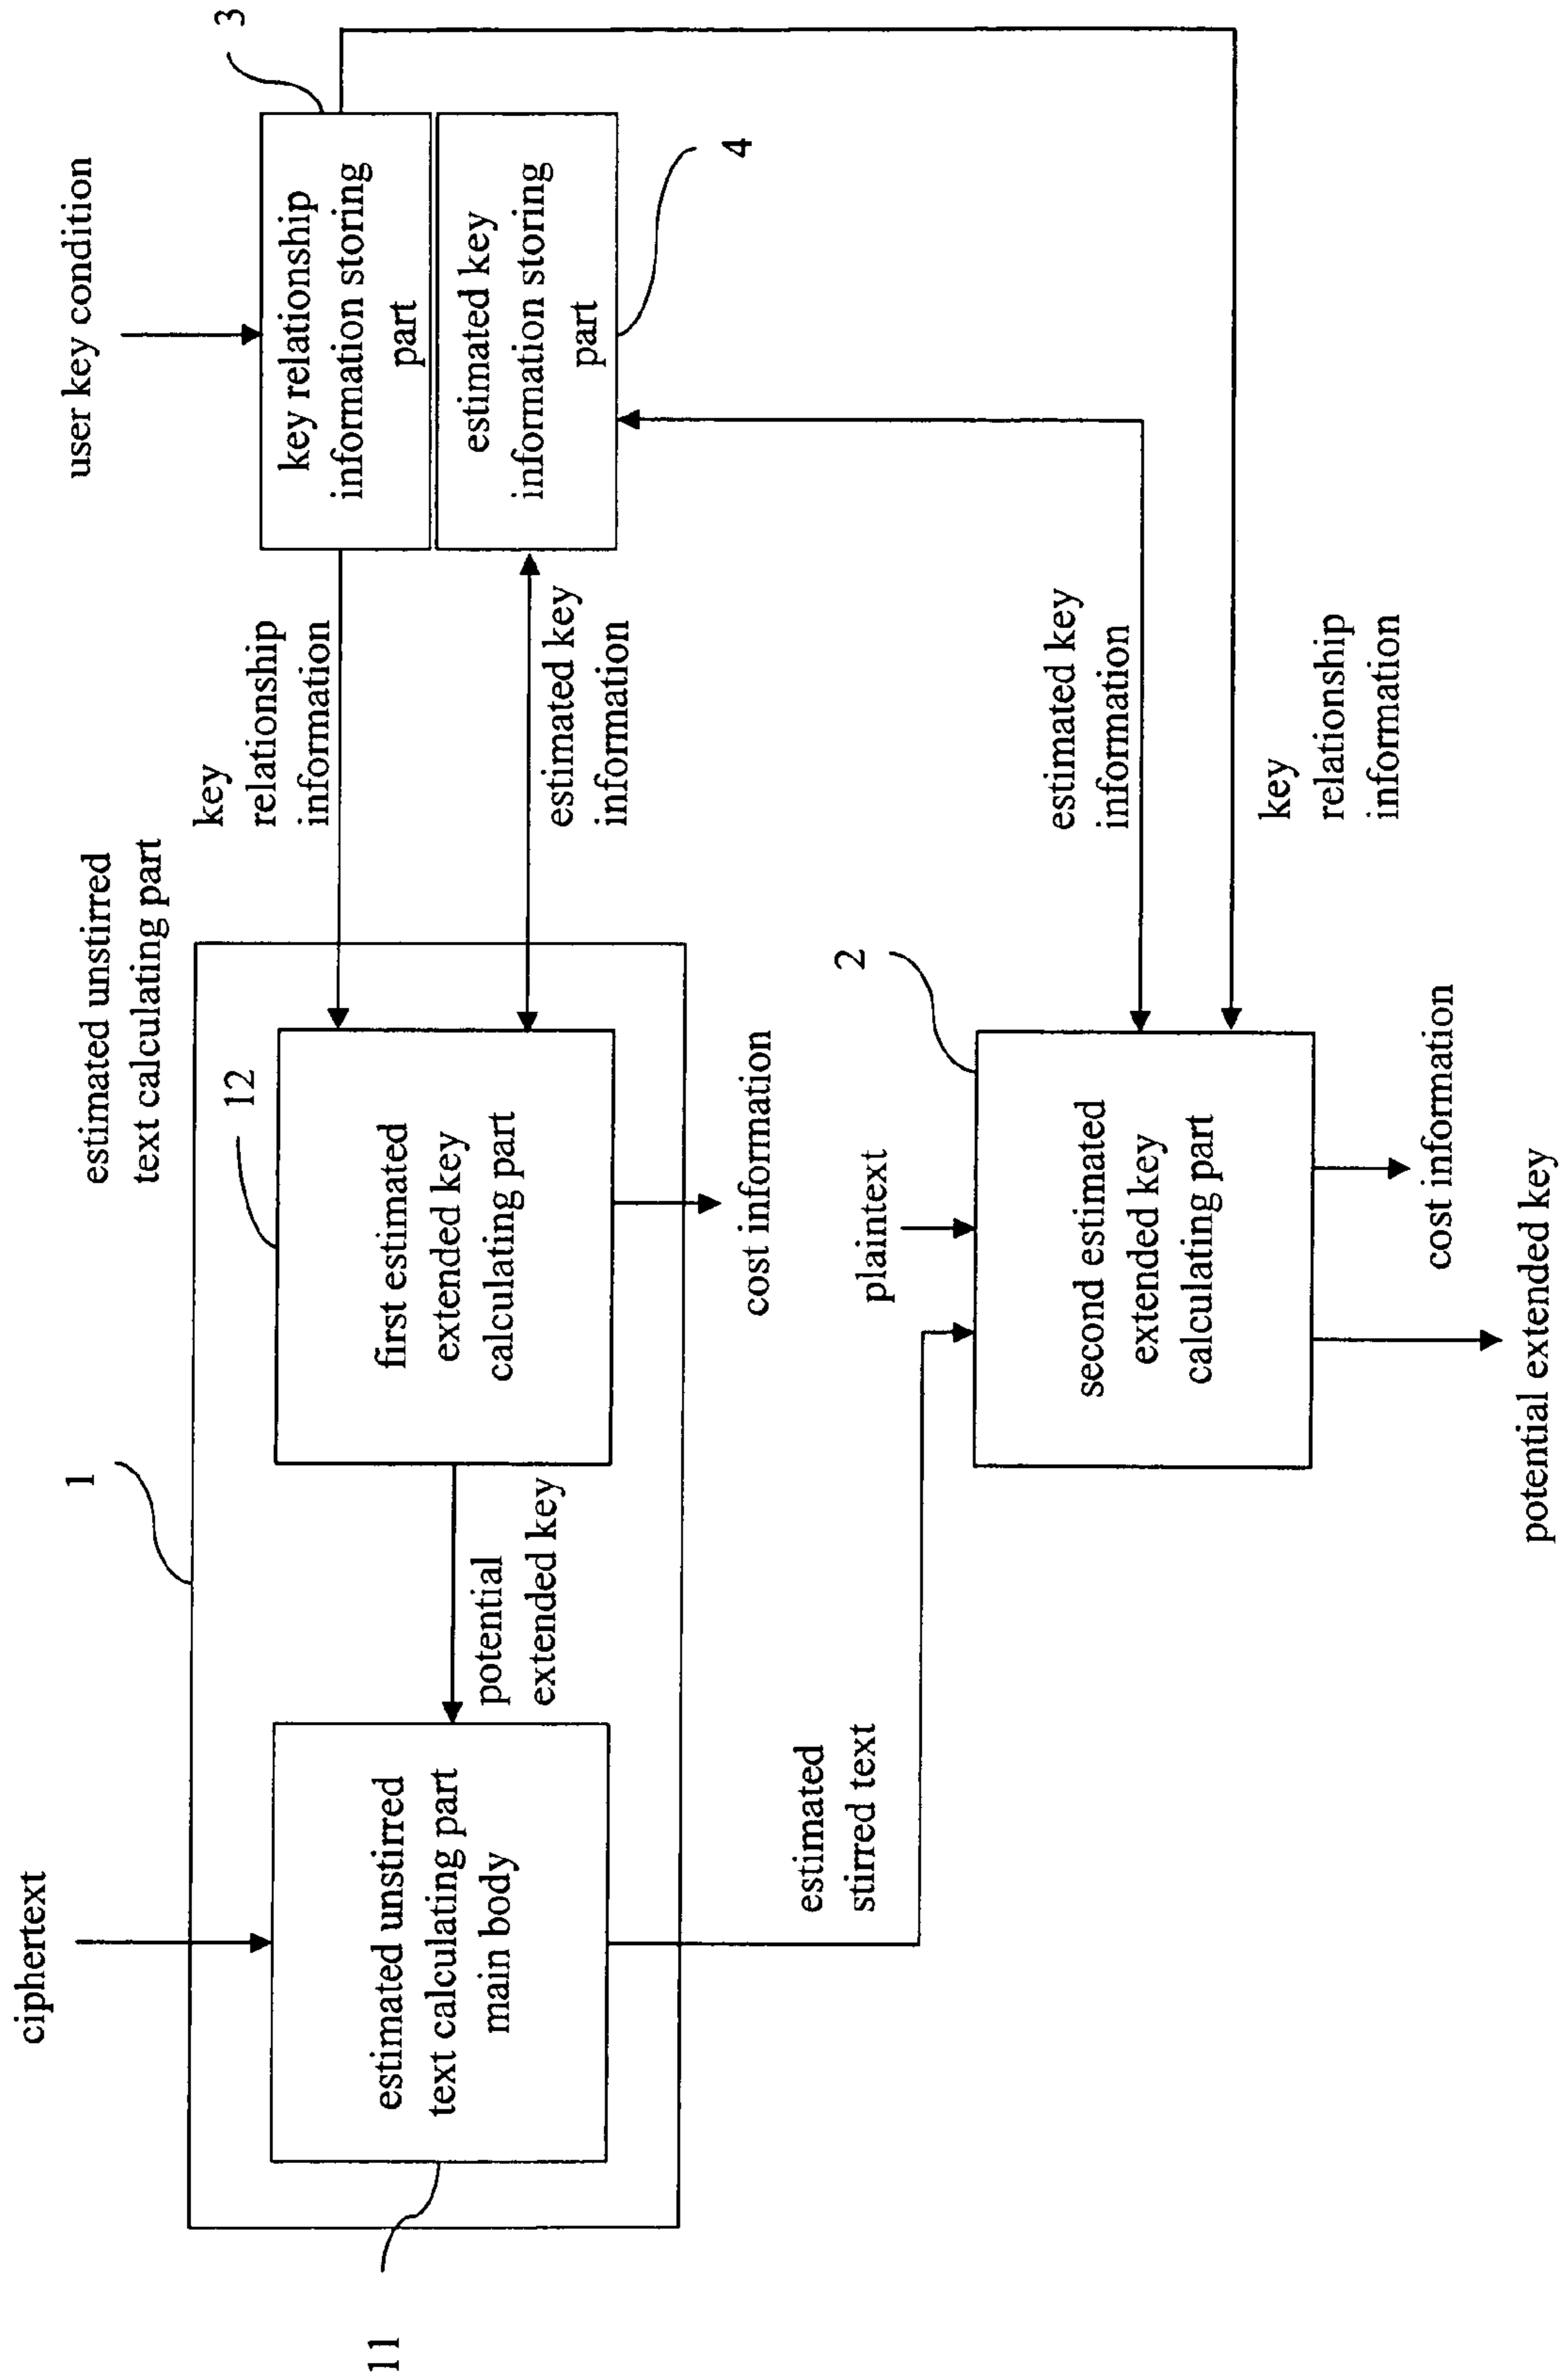 ciphertext
1
estimated unstirred
text calculating part
user key condition
3
11
estimated unstirred
text calculating part
main body
potential
extended key
12
first estimated
extended key
calculating part
key
relationship
information
key relationship
information storing
part
estimated key
information
estimated key
information storing
part
4
cost information
estimated
stirred text
plaintext
2
second estimated
extended key
calculating part
estimated key
information
key
relationship
information
cost information
potential extended key